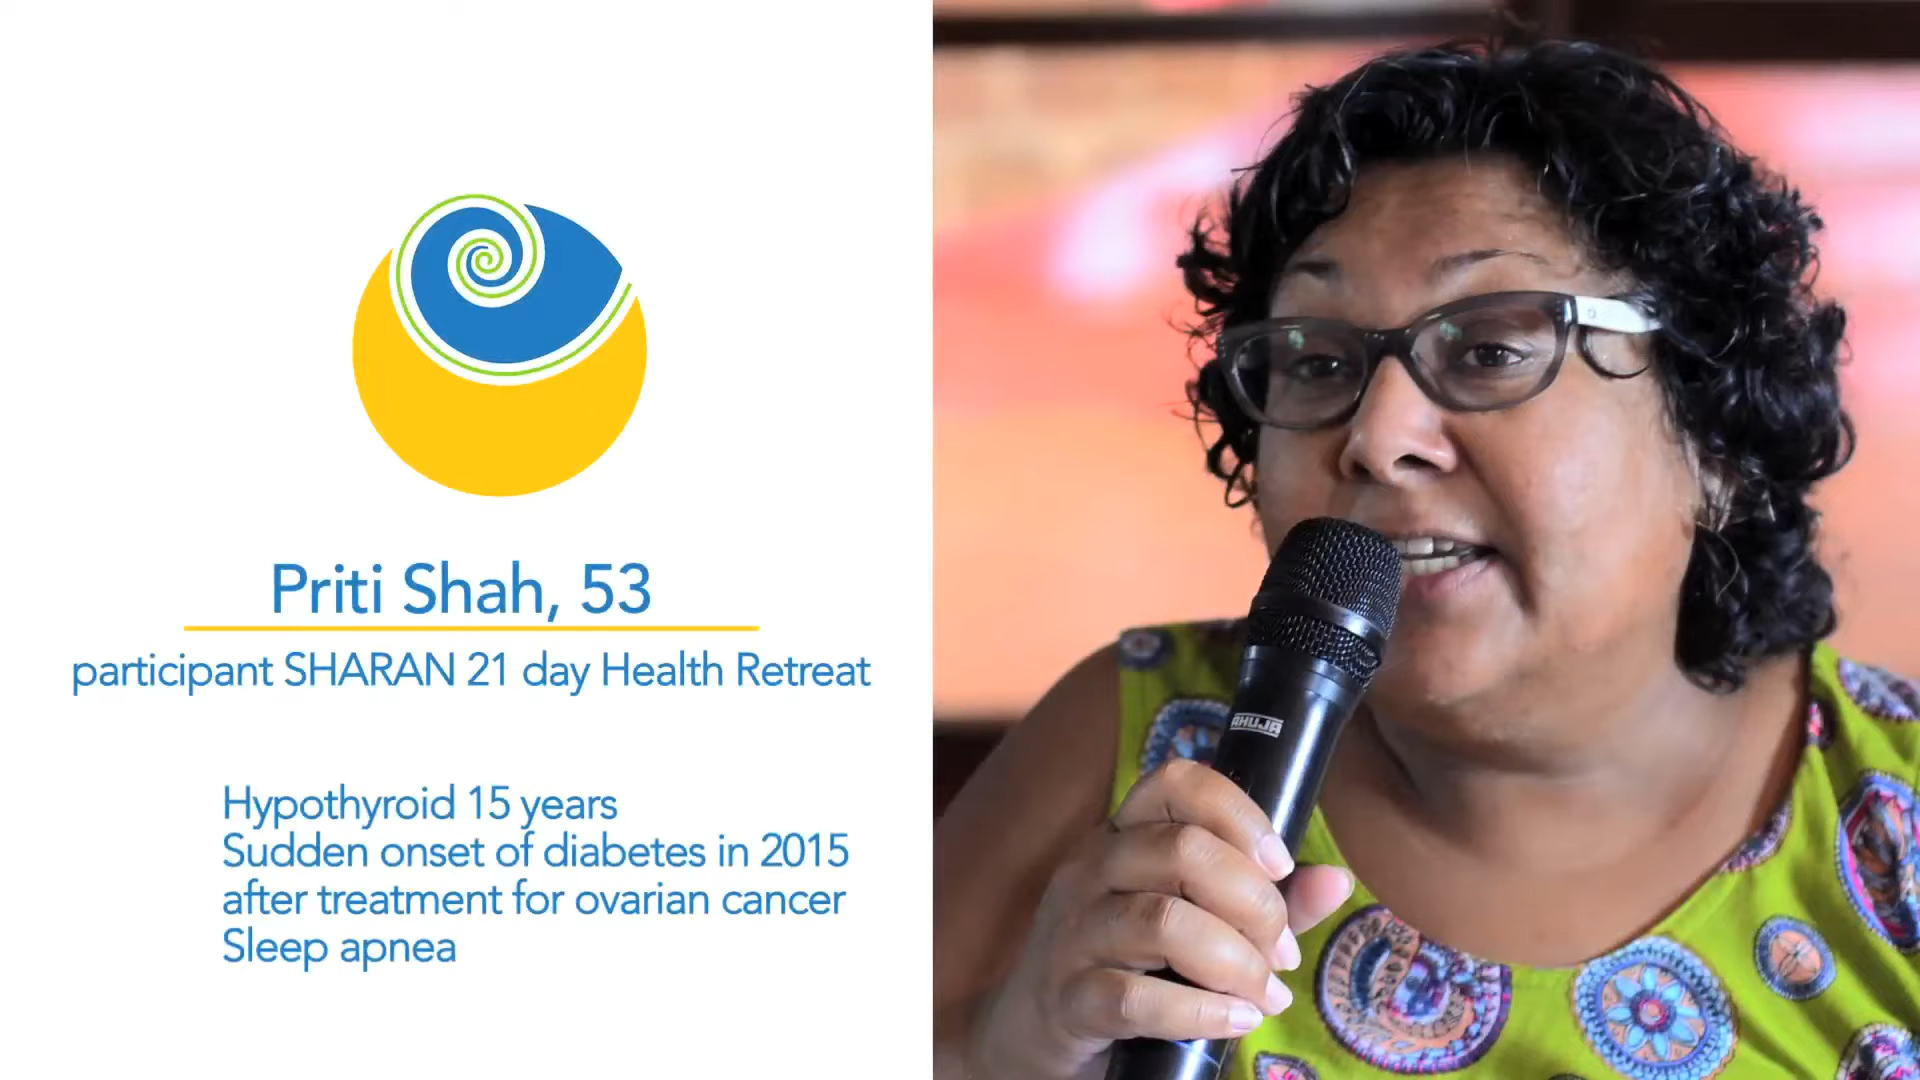 Priti Shah, 53
participant SHARAN 21 day Health Retreat
Hypothyroid 15 years
Sudden onset of diabetes in 2015
after treatment for ovarian cancer
Sleep apnea
AHUJA